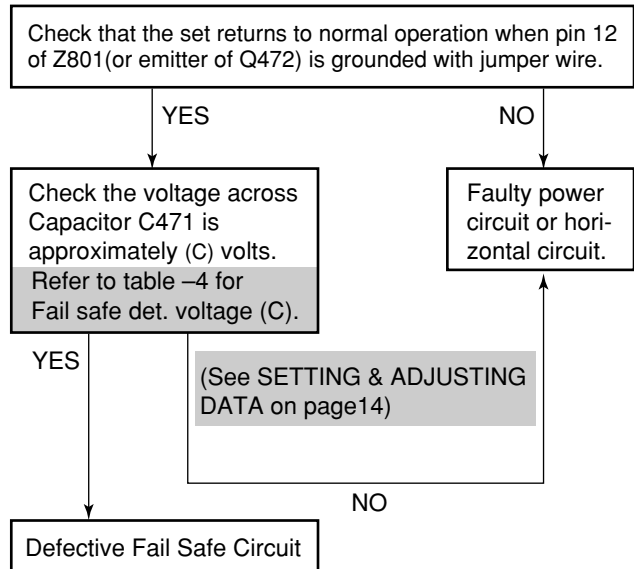 Check that the set returns to normal operation when pin 12
of Z801(or emitter of Q472) is grounded with jumper wire.
YES
NO
Check the voltage across
Capacitor C471 is
approximately (C) volts.
Refer to table –4 for
Fail safe det. voltage (C).
Faulty power
circuit or hori-
zontal circuit.
YES
(See SETTING & ADJUSTING
DATA on page14)
NO
Defective Fail Safe Circuit